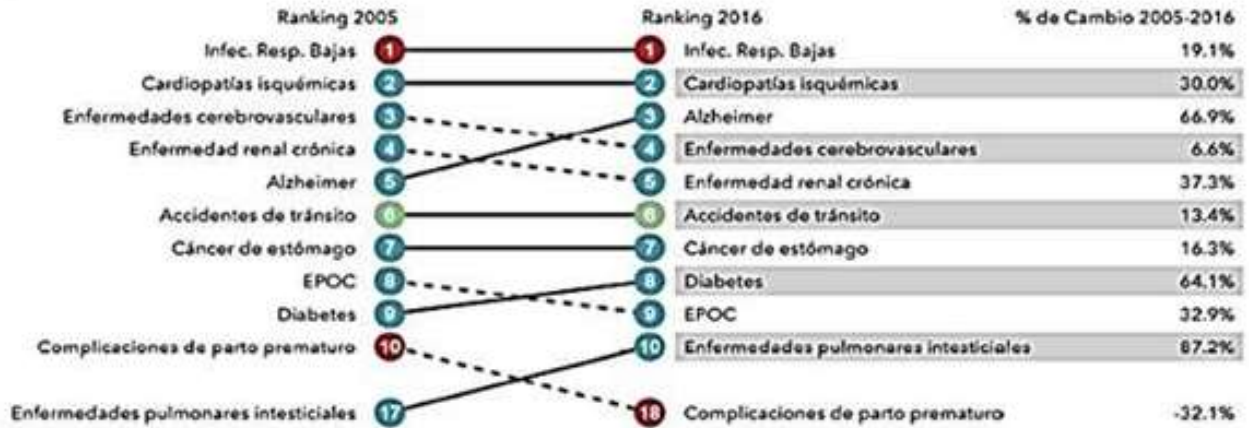 Ranking 2005 Ranking 2016 % de Cambio 2005-2016
Infec. Resp. Bajas 1 1 Infec. Resp. Bajas 19.1%
Cardiopatías isquémicas 2 2 Cardiopatías isquémicas 30.0%
Enfermedades cerebrovasculares 3 3 Alzheimer 66.9%
Enfermedad renal crónica 4 4 Enfermedades cerebrovasculares 6.6%
Alzheimer 5 5 Enfermedad renal crónica 37.3%
Accidentes de tránsito 6 6 Accidentes de tránsito 13.4%
Cáncer de estómago 7 7 Cáncer de estómago 16.3%
EPOC 8 8 Diabetes 64.1%
Diabetes 9 9 EPOC 32.9%
Complicaciones de parto prematuro 10 10 Enfermedades pulmonares intesticiales 87.2%
Enfermedades pulmonares intesticiales 17 18 Complicaciones de parto prematuro -32.1%